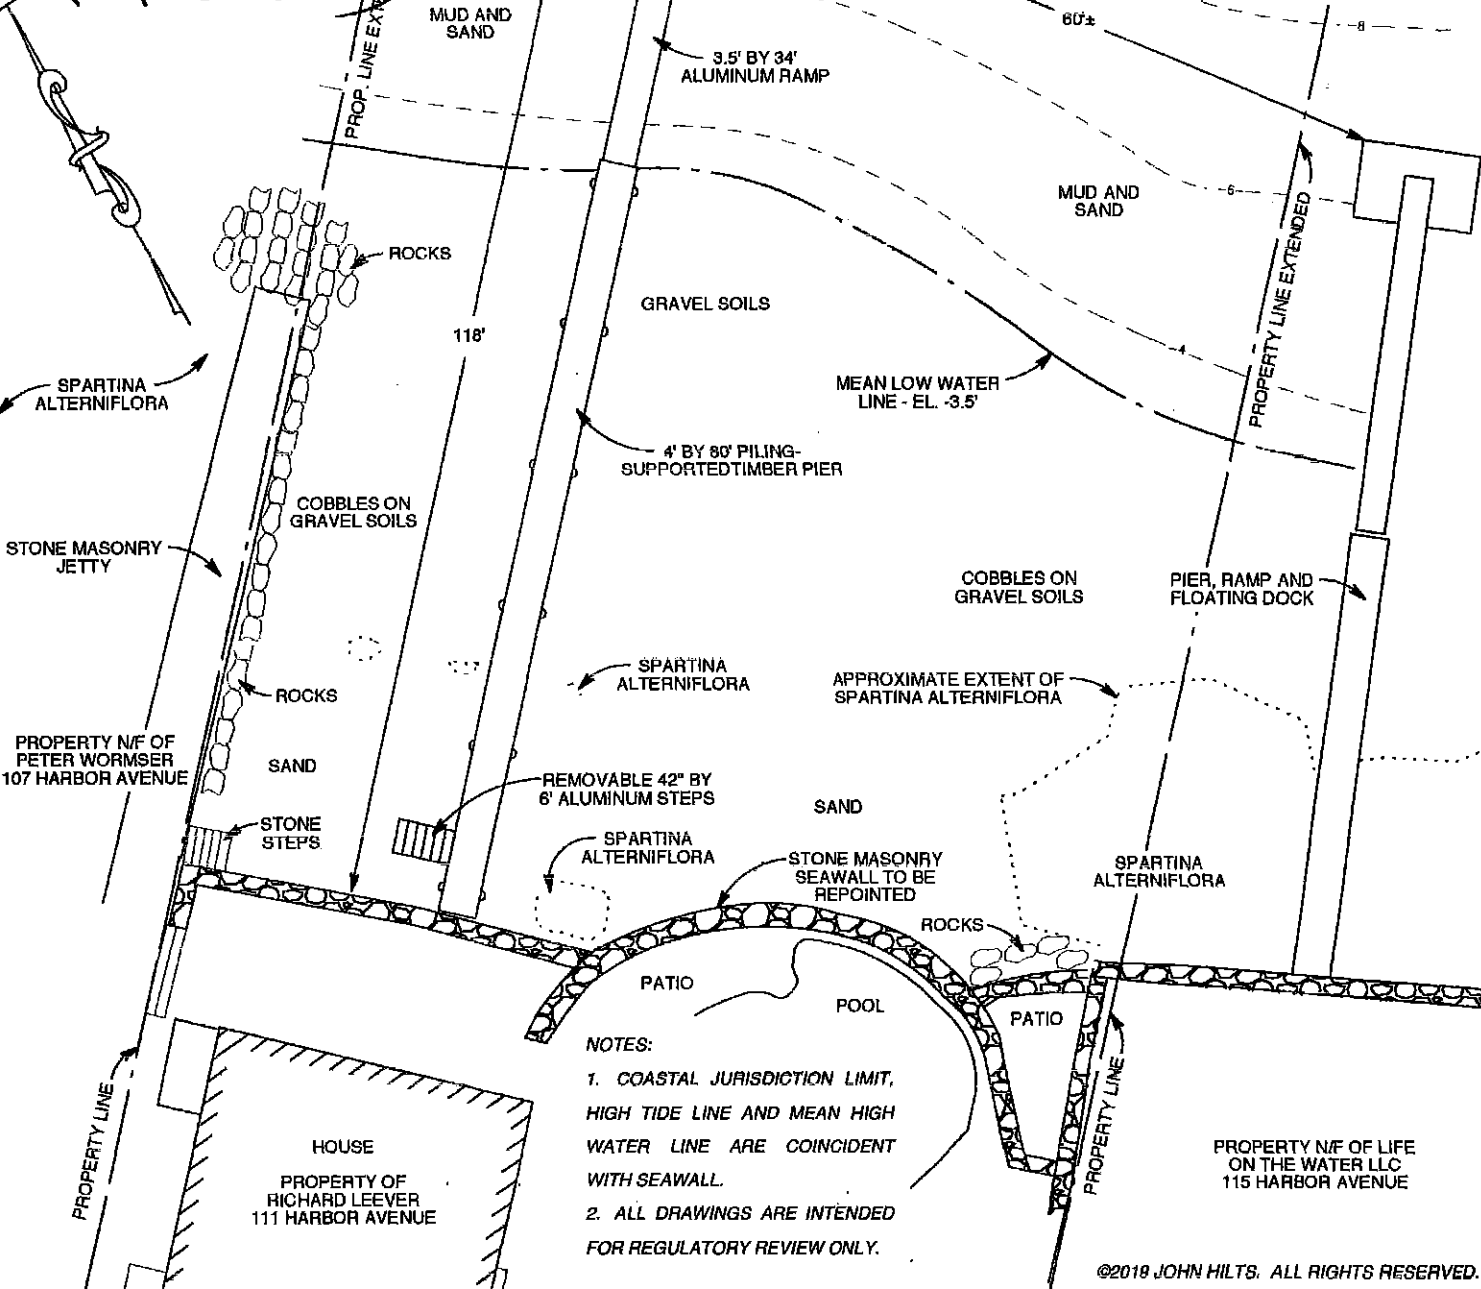 MUD AND
SAND
PROP. LINE
60'±
8
3.5' BY 34'
ALUMINUM RAMP
MUD AND
SAND
6
PROPERTY LINE EXTENDED
ROCKS
GRAVEL SOILS
118'
4
SPARTINA
ALTERNIFLORA
MEAN LOW WATER
LINE - EL. -3.5'
4' BY 80' PILING-
SUPPORTEDTIMBER PIER
COBBLES ON
GRAVEL SOILS
STONE MASONRY
JETTY
COBBLES ON
GRAVEL SOILS
PIER, RAMP AND
FLOATING DOCK
SPARTINA
ALTERNIFLORA
APPROXIMATE EXTENT OF
SPARTINA ALTERNIFLORA
ROCKS
PROPERTY N/F OF
PETER WORMSER
107 HARBOR AVENUE
SAND
REMOVABLE 42" BY
6' ALUMINUM STEPS
SAND
STONE
STEPS
SPARTINA
ALTERNIFLORA
STONE MASONRY
SEAWALL TO BE
REPOINTED
SPARTINA
ALTERNIFLORA
ROCKS
PATIO
POOL
PATIO
NOTES:
1. COASTAL JURISDICTION LIMIT,
HIGH TIDE LINE AND MEAN HIGH
WATER LINE ARE COINCIDENT
WITH SEAWALL.
2. ALL DRAWINGS ARE INTENDED
FOR REGULATORY REVIEW ONLY.
PROPERTY LINE
PROPERTY LINE
HOUSE
PROPERTY OF
RICHARD LEEVER
111 HARBOR AVENUE
PROPERTY N/F OF LIFE
ON THE WATER LLC
115 HARBOR AVENUE
©2019 JOHN HILTS. ALL RIGHTS RESERVED.